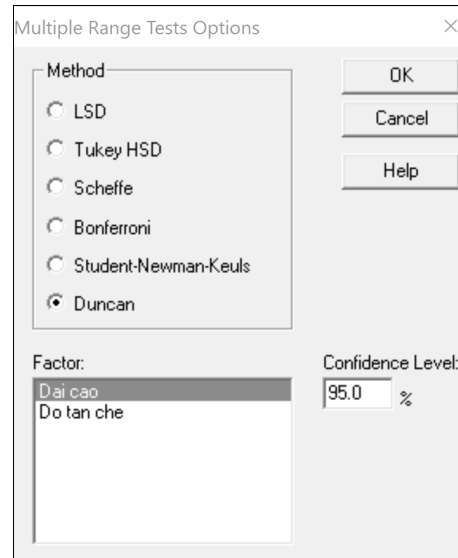 Multiple Range Tests Options
Method
LSD
Tukey HSD
Scheffe
Bonferroni
Student-Newman-Keuls
Duncan
OK
Cancel
Help
Factor:
Dai cao
Do tan che
Confidence Level:
95.0 %